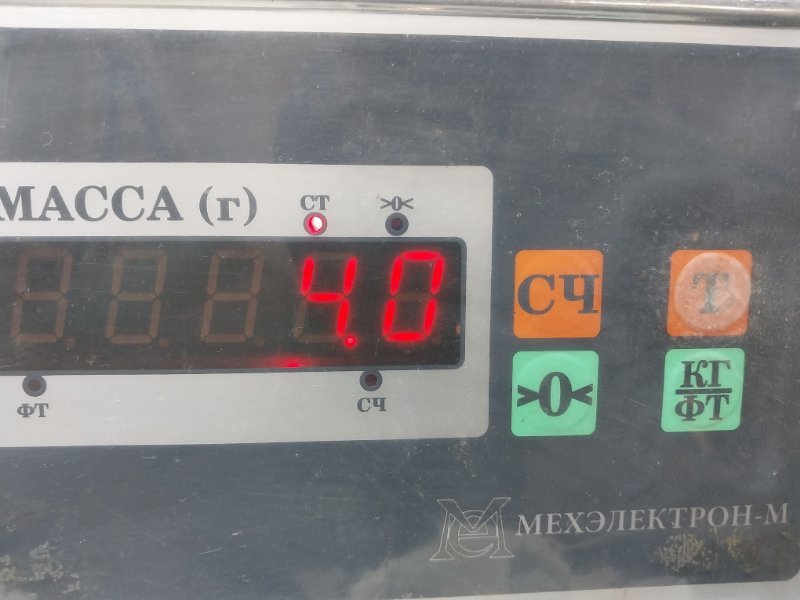 МАССА (г)
СТ
>0<
4.0
ФТ
СЧ
СЧ
Т
>0<
КГ
ФТ
МЕХЭЛЕКТРОН-М